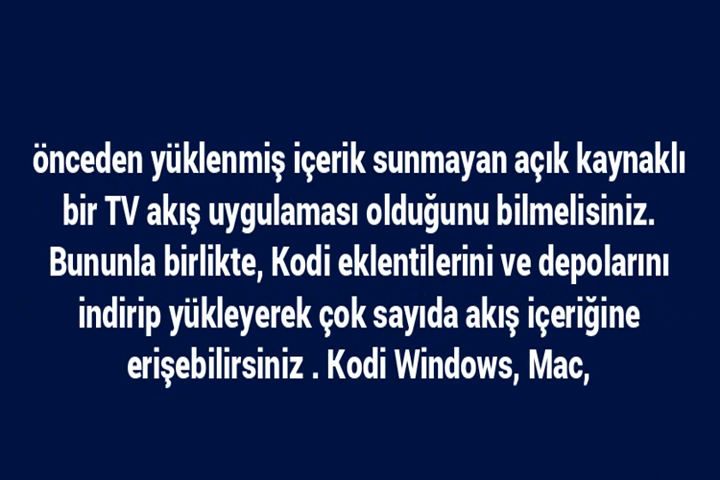 önceden yüklenmiş içerik sunmayan açık kaynaklı
bir TV akış uygulaması olduğunu bilmelisiniz.
Bununla birlikte, Kodi eklentilerini ve depolarını
indirip yükleyerek çok sayıda akış içeriğine
erişebilirsiniz . Kodi Windows, Mac,